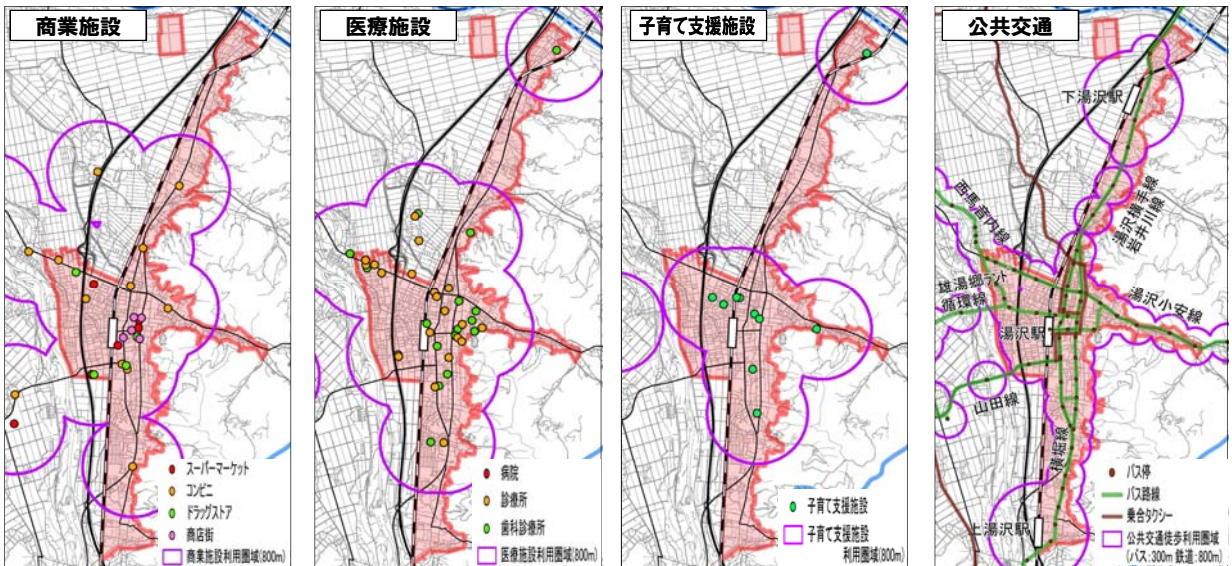 商業施設
スーパーマーケット
コンビニ
ドラッグストア
商店街
商業施設利用圏域(800m)
医療施設
病院
診療所
歯科診療所
医療施設利用圏域(800m)
子育て支援施設
子育て支援施設
子育て支援施設
利用圏域(800m)
公共交通
下湯沢駅
湯沢横手線
岩井川線
西馬音内線
雄湯郷ランド
循環線
湯沢小安線
湯沢駅
山田線
横堀線
上湯沢駅
バス停
バス路線
乗合タクシー
公共交通徒歩利用圏域
(バス:300m 鉄道:800m)